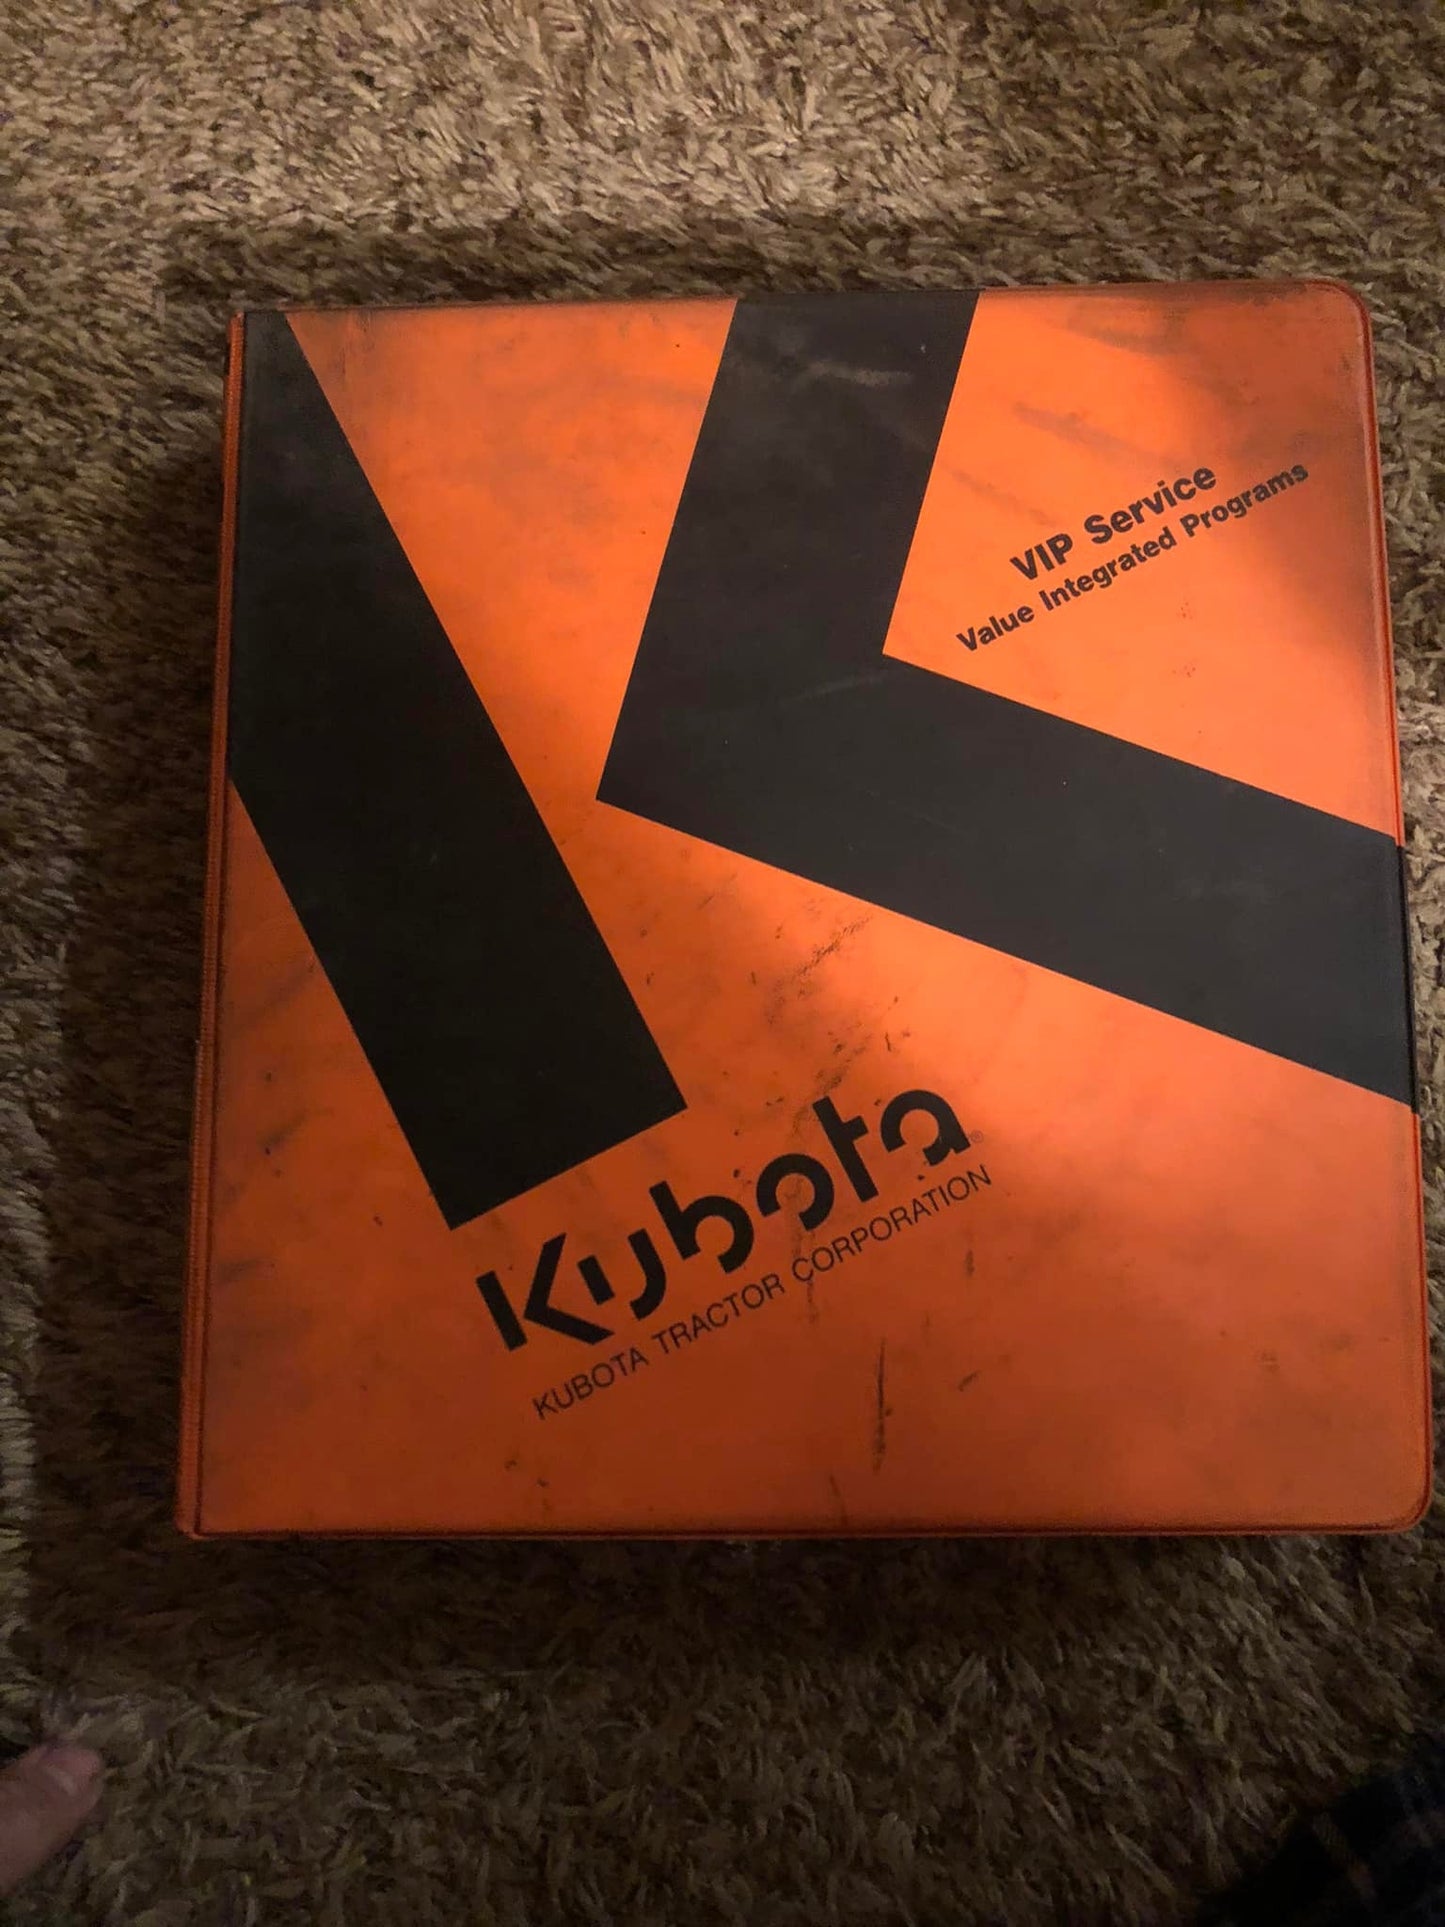 VIP Service
Value Integrated Programs
Kubota®
KUBOTA TRACTOR CORPORATION